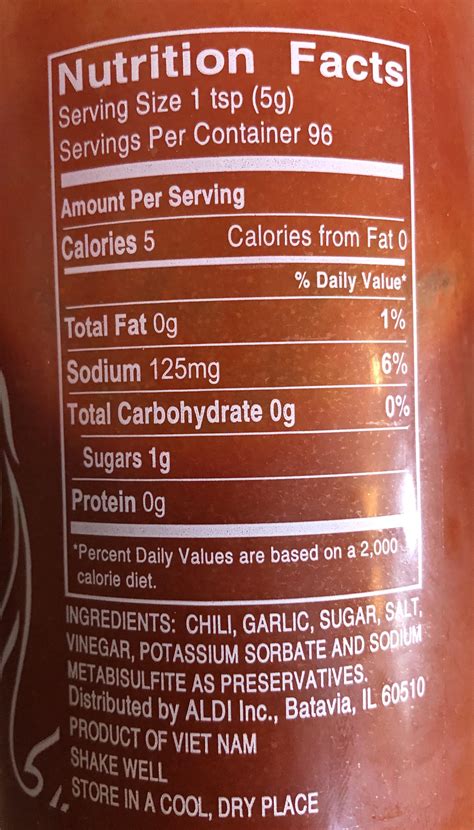 Nutrition Facts
Serving Size 1 tsp (5g)
Servings Per Container 96
Amount Per Serving
Calories 5 Calories from Fat 0
% Daily Value*
Total Fat 0g 1%
Sodium 125mg 6%
Total Carbohydrate 0g 0%
Sugars 1g
Protein 0g
*Percent Daily Values are based on a 2,000
calorie diet.
INGREDIENTS: CHILI, GARLIC, SUGAR, SALT,
VINEGAR, POTASSIUM SORBATE AND SODIUM
METABISULFITE AS PRESERVATIVES.
Distributed by ALDI Inc., Batavia, IL 60510
PRODUCT OF VIET NAM
SHAKE WELL
STORE IN A COOL, DRY PLACE